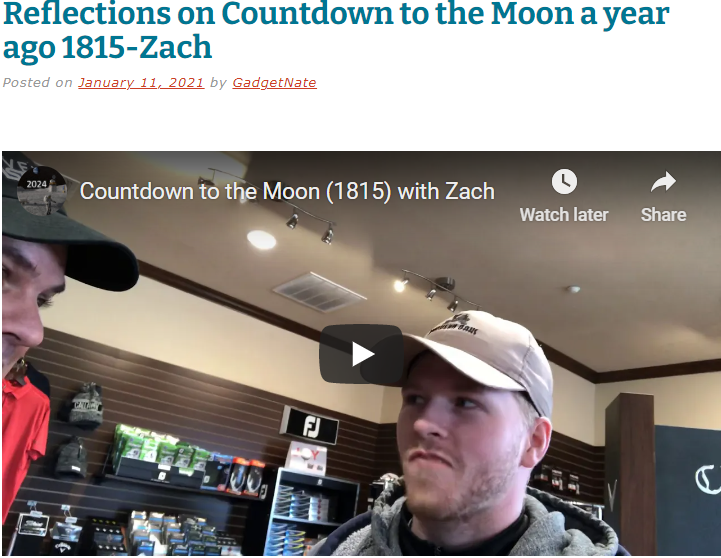 Reflections on Countdown to the Moon a year
ago 1815-Zach
Posted on January 11, 2021 by GadgetNate
2024
Countdown to the Moon (1815) with Zach
Watch later
Share
FJ